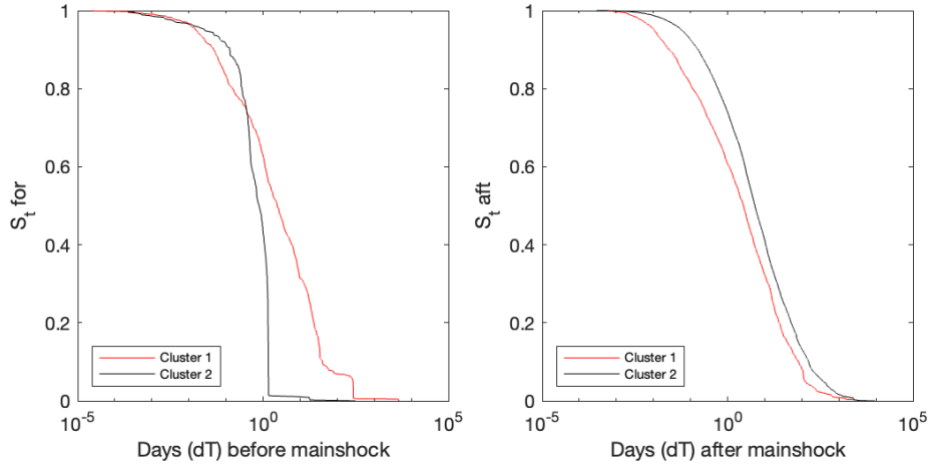 1
0.8
0.6
0.4
0.2
0
S_t for
10^-5
10^0
10^5
Days (dT) before mainshock
Cluster 1
Cluster 2
1
0.8
0.6
0.4
0.2
0
S_t aft
10^-5
10^0
10^5
Days (dT) after mainshock
Cluster 1
Cluster 2